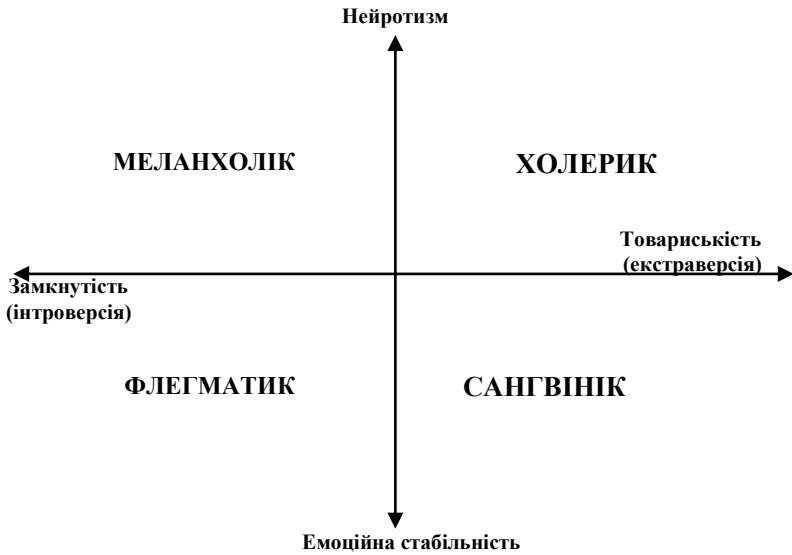 Нейротизм
МЕЛАНХОЛІК
ХОЛЕРИК
Товариськість
(екстраверсія)
Замкнутість
(інтроверсія)
ФЛЕГМАТИК
САНГВІНІК
Емоційна стабільність